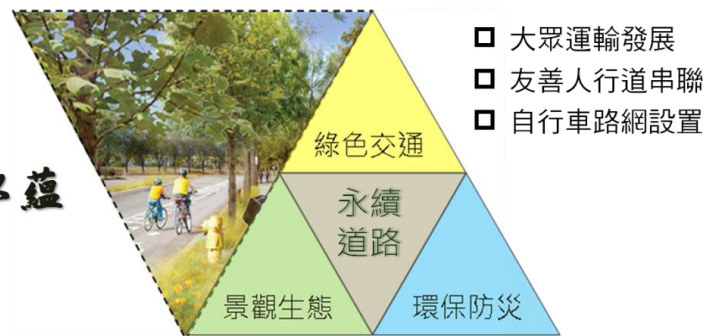 大眾運輸發展
友善人行道串聯
自行車路網設置
綠色交通
蘊
永續
道路
景觀生態
環保防災